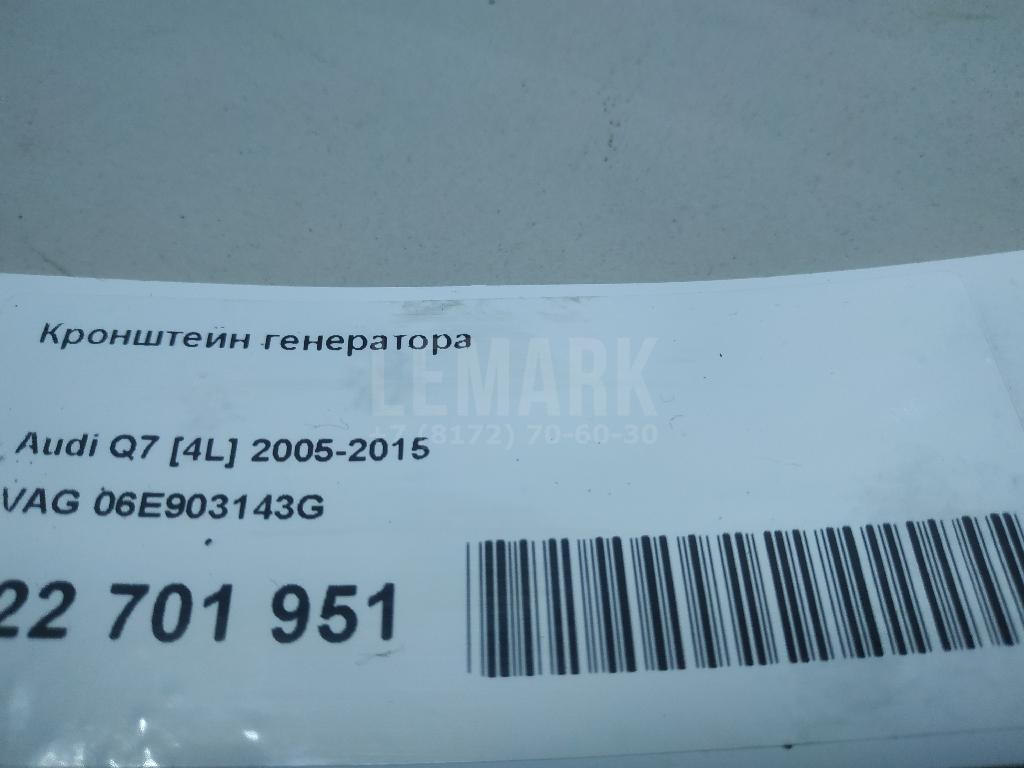 Кронштейн генератора
LEMARK
+7 (8172) 70-60-30
Audi Q7 [4L] 2005-2015
VAG 06E903143G
22 701 951